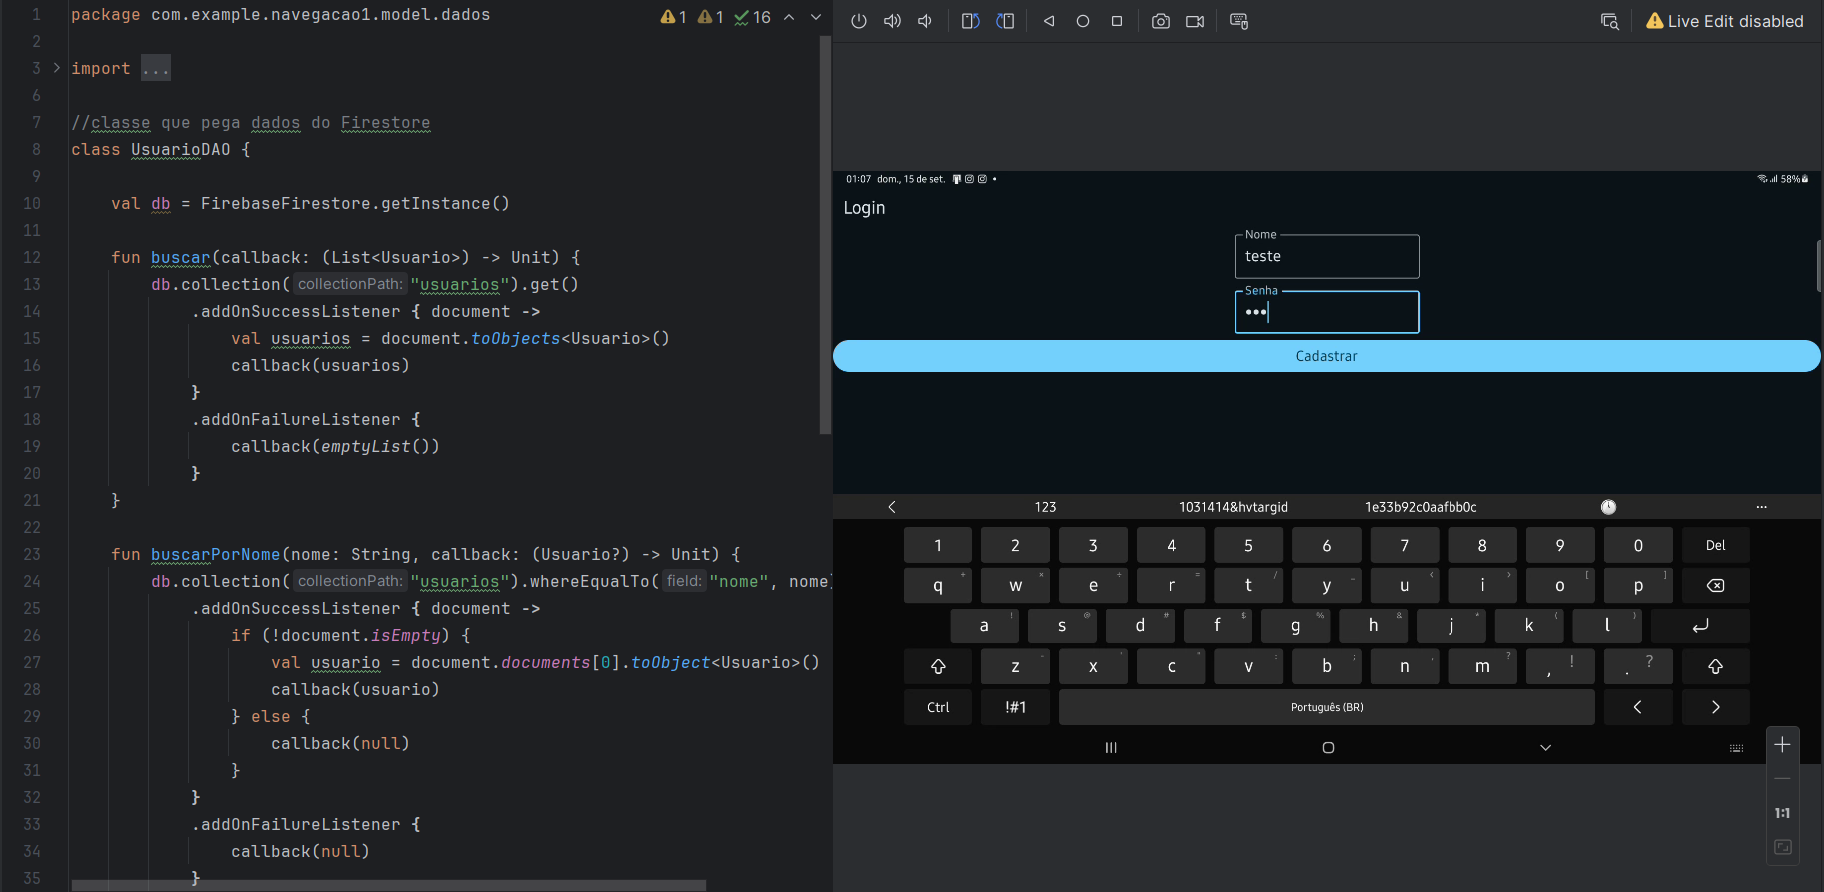 1 package com.example.navegacao1.model.dados
1 1 16
2
3 import ...
6
7 //classe que pega dados do Firestore
8 class UsuarioDAO {
9
10 val db = FirebaseFirestore.getInstance()
11
12 fun buscar(callback: (List<Usuario>) -> Unit) {
13 db.collection( collectionPath: "usuarios").get()
14 .addOnSuccessListener { document ->
15 val usuarios = document.toObjects<Usuario>()
16 callback(usuarios)
17 }
18 .addOnFailureListener {
19 callback(emptyList())
20 }
21 }
22
23 fun buscarPorNome(nome: String, callback: (Usuario?) -> Unit) {
24 db.collection( collectionPath: "usuarios").whereEqualTo( field: "nome", nome)
25 .addOnSuccessListener { document ->
26 if (!document.isEmpty) {
27 val usuario = document.documents[0].toObject<Usuario>()
28 callback(usuario)
29 } else {
30 callback(null)
31 }
32 }
33 .addOnFailureListener {
34 callback(null)
35 }
Live Edit disabled
01:07 dom., 15 de set.
58%
Login
Nome
teste
Senha
•••
Cadastrar
123 1031414&hvtargid 1e33b92c0aafbb0c ...
1 2 3 4 5 6 7 8 9 0 Del
q w e r t y u i o p
a s d f g h j k l
z x c v b n m , ! . ?
Ctrl !#1 Português (BR) < >
1:1